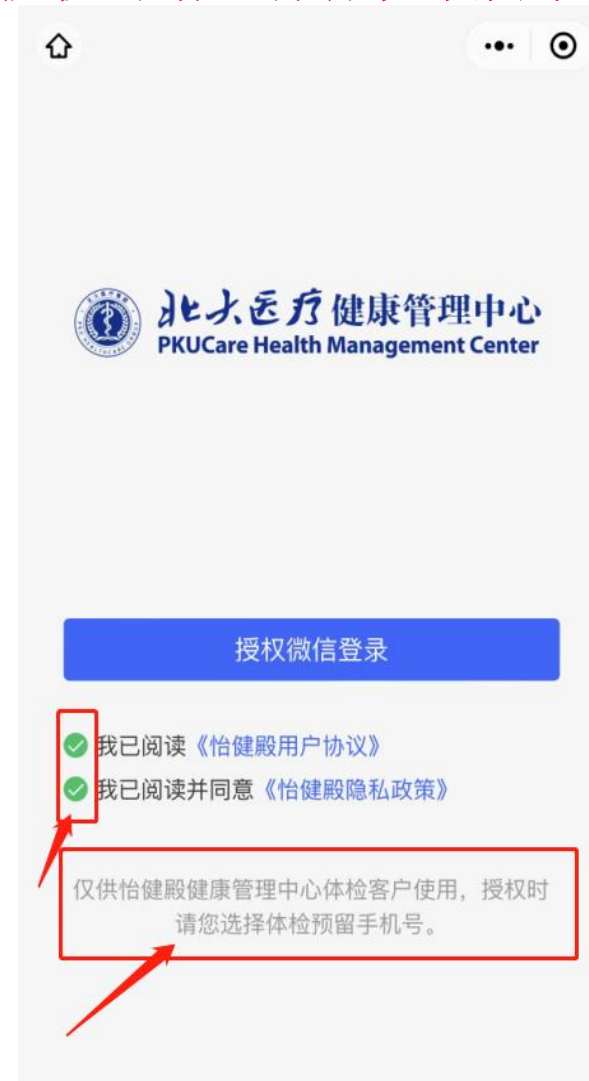 北大医疗健康管理中心
PKUCare Health Management Center
授权微信登录
我已阅读《怡健殿用户协议》
我已阅读并同意《怡健殿隐私政策》
仅供怡健殿健康管理中心体检客户使用，授权时
请您选择体检预留手机号。